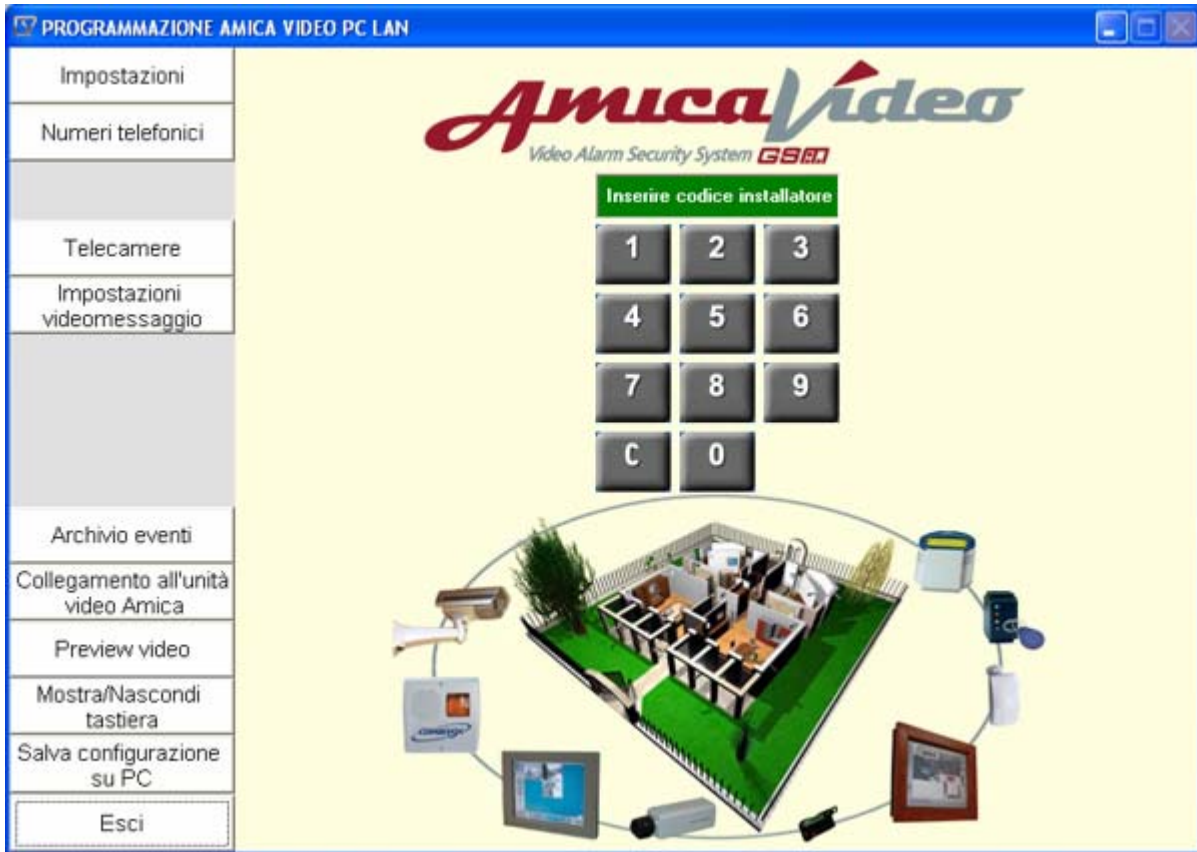 PROGRAMMAZIONE AMICA VIDEO PC LAN
Impostazioni
Numeri telefonici
Telecamere
Impostazioni
videomessaggio
Archivio eventi
Collegamento all'unità
video Amica
Preview video
Mostra/Nascondi
tastiera
Salva configurazione
su PC
Esci
AmicaVideo
Video Alarm Security System GSM
Inserire codice installatore
1 2 3
4 5 6
7 8 9
C 0